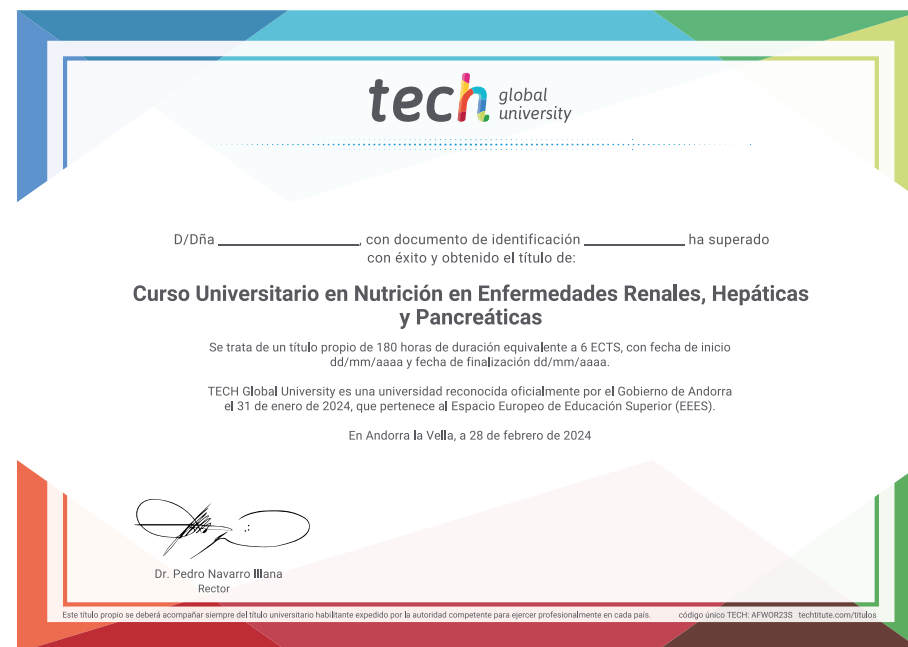 tech global university
D/Dña ____________________, con documento de identificación ______________ ha superado
con éxito y obtenido el título de:
Curso Universitario en Nutrición en Enfermedades Renales, Hepáticas
y Pancreáticas
Se trata de un título propio de 180 horas de duración equivalente a 6 ECTS, con fecha de inicio
dd/mm/aaaa y fecha de finalización dd/mm/aaaa.
TECH Global University es una universidad reconocida oficialmente por el Gobierno de Andorra
el 31 de enero de 2024, que pertenece al Espacio Europeo de Educación Superior (EEES).
En Andorra la Vella, a 28 de febrero de 2024
Dr. Pedro Navarro Illana
Rector
Este título propio se deberá acompañar siempre del título universitario habilitante expedido por la autoridad competente para ejercer profesionalmente en cada país. código único TECH: AFWOR23S techtitute.com/titulos